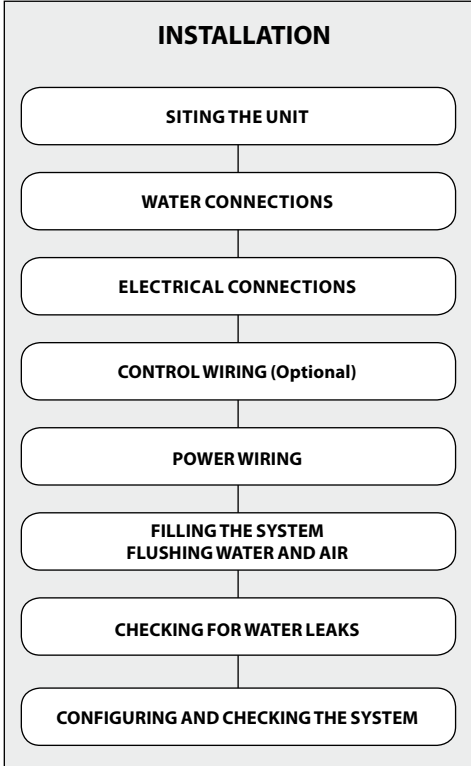 INSTALLATION
SITING THE UNIT
WATER CONNECTIONS
ELECTRICAL CONNECTIONS
CONTROL WIRING (Optional)
POWER WIRING
FILLING THE SYSTEM
FLUSHING WATER AND AIR
CHECKING FOR WATER LEAKS
CONFIGURING AND CHECKING THE SYSTEM